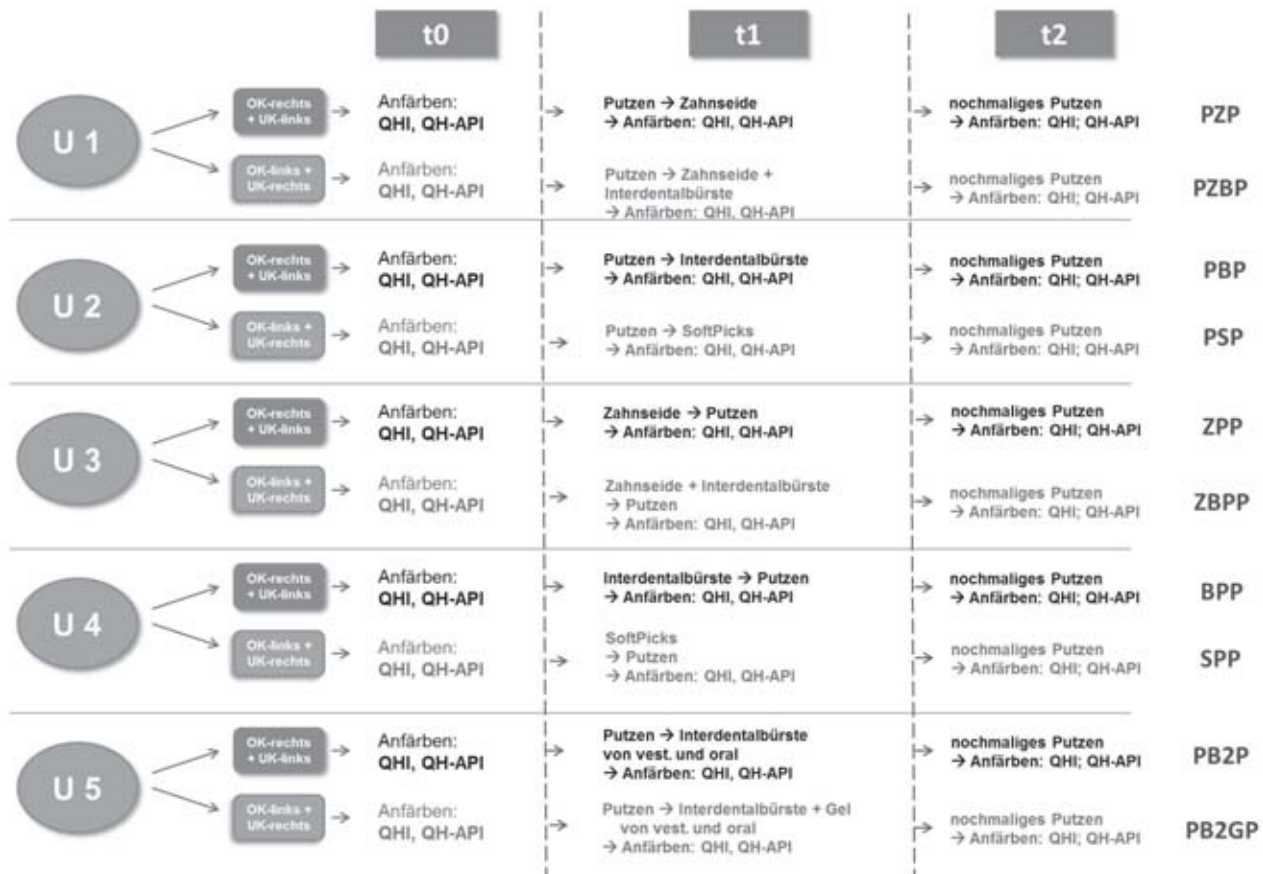 t0
t1
t2
U 1
OK-rechts
+ UK-links
→
Anfärben:
QHI, QH-API
→
Putzen → Zahnseide
→ Anfärben: QHI, QH-API
→
nochmaliges Putzen
→ Anfärben: QHI; QH-API
PZP
OK-links +
UK-rechts
→
Anfärben:
QHI, QH-API
→
Putzen → Zahnseide +
Interdentalbürste
→ Anfärben: QHI, QH-API
→
nochmaliges Putzen
→ Anfärben: QHI; QH-API
PZBP
U 2
OK-rechts
+ UK-links
→
Anfärben:
QHI, QH-API
→
Putzen → Interdentalbürste
→ Anfärben: QHI, QH-API
→
nochmaliges Putzen
→ Anfärben: QHI; QH-API
PBP
OK-links +
UK-rechts
→
Anfärben:
QHI, QH-API
→
Putzen → SoftPicks
→ Anfärben: QHI, QH-API
→
nochmaliges Putzen
→ Anfärben: QHI; QH-API
PSP
U 3
OK-rechts
+ UK-links
→
Anfärben:
QHI, QH-API
→
Zahnseide → Putzen
→ Anfärben: QHI, QH-API
→
nochmaliges Putzen
→ Anfärben: QHI; QH-API
ZPP
OK-links +
UK-rechts
→
Anfärben:
QHI, QH-API
→
Zahnseide + Interdentalbürste
→ Putzen
→ Anfärben: QHI, QH-API
→
nochmaliges Putzen
→ Anfärben: QHI; QH-API
ZBPP
U 4
OK-rechts
+ UK-links
→
Anfärben:
QHI, QH-API
→
Interdentalbürste → Putzen
→ Anfärben: QHI, QH-API
→
nochmaliges Putzen
→ Anfärben: QHI; QH-API
BPP
OK-links +
UK-rechts
→
Anfärben:
QHI, QH-API
→
SoftPicks
→ Putzen
→ Anfärben: QHI, QH-API
→
nochmaliges Putzen
→ Anfärben: QHI; QH-API
SPP
U 5
OK-rechts
+ UK-links
→
Anfärben:
QHI, QH-API
→
Putzen → Interdentalbürste
von vest. und oral
→ Anfärben: QHI, QH-API
→
nochmaliges Putzen
→ Anfärben: QHI; QH-API
PB2P
OK-links +
UK-rechts
→
Anfärben:
QHI, QH-API
→
Putzen → Interdentalbürste + Gel
von vest. und oral
→ Anfärben: QHI, QH-API
→
nochmaliges Putzen
→ Anfärben: QHI; QH-API
PB2GP